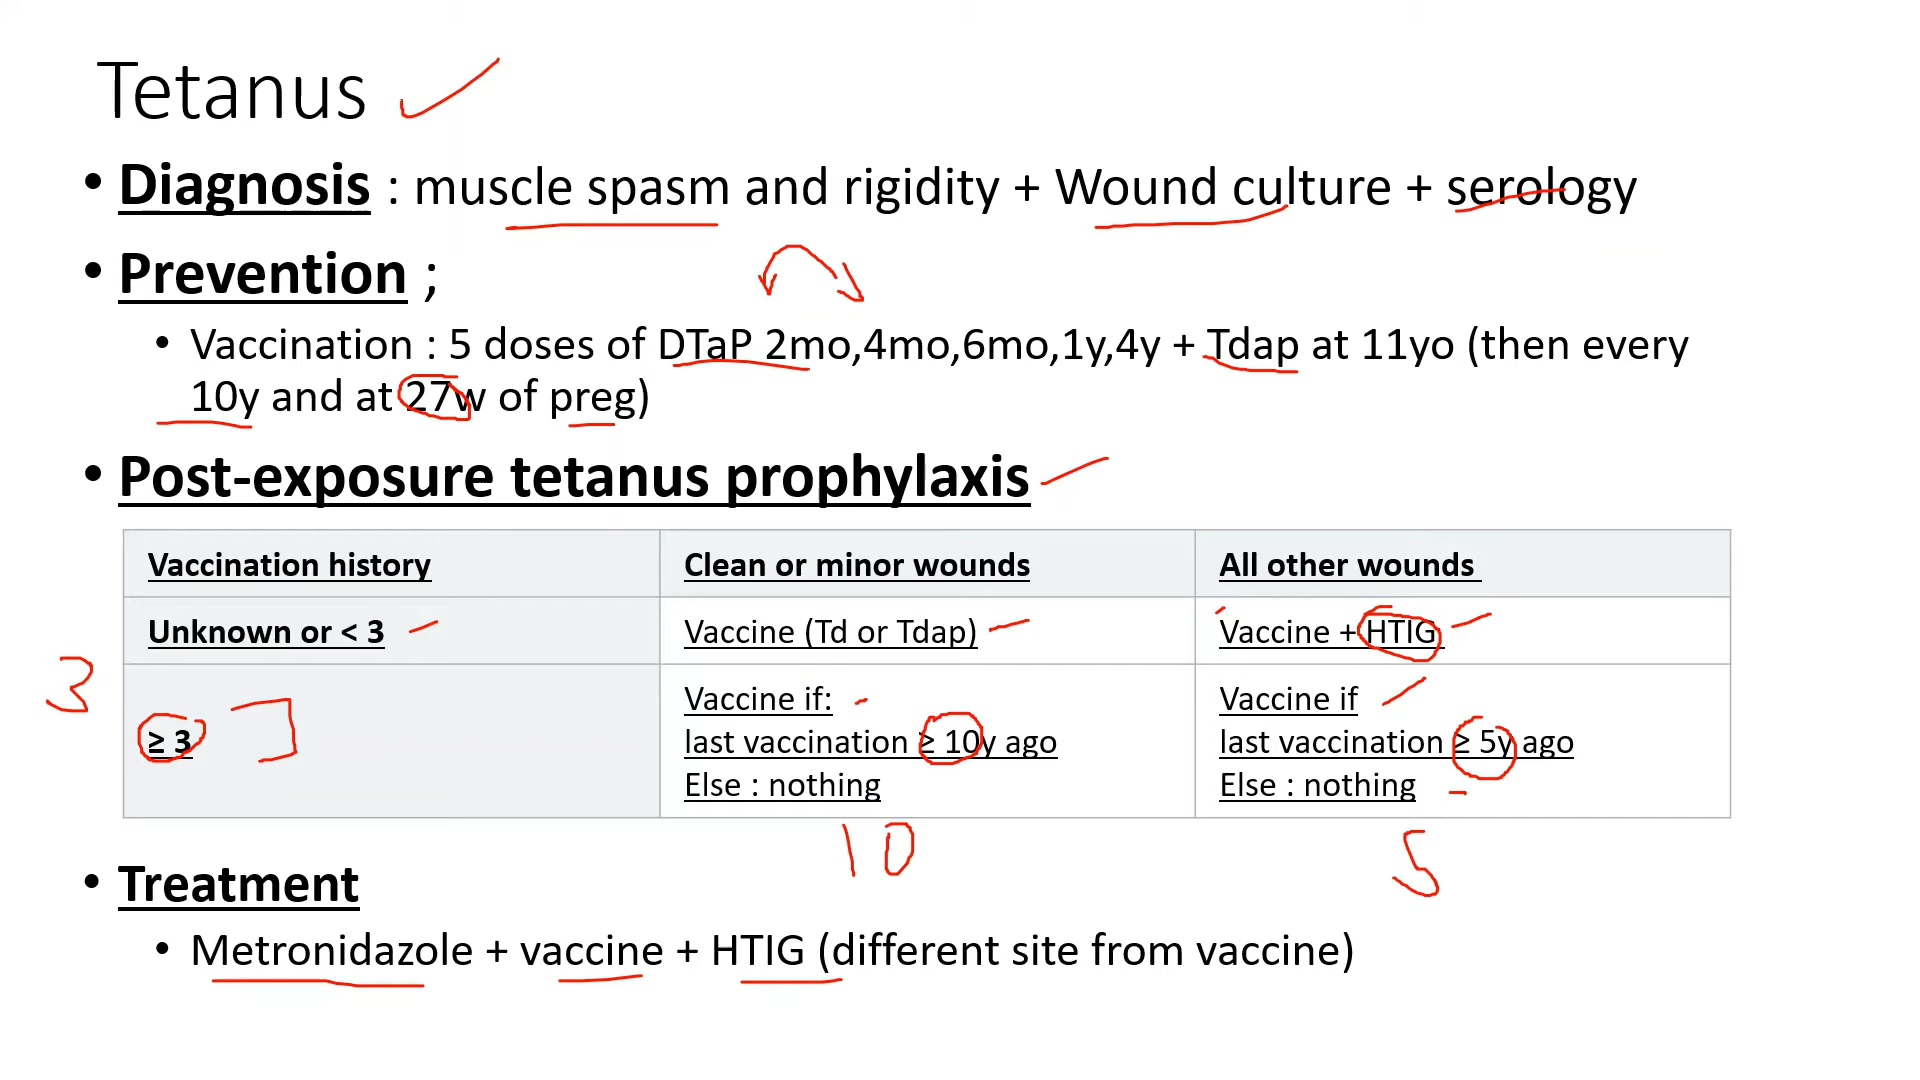 Tetanus
• Diagnosis : muscle spasm and rigidity + Wound culture + serology
• Prevention ;
• Vaccination : 5 doses of DTaP 2mo,4mo,6mo,1y,4y + Tdap at 11yo (then every
10y and at 27w of preg)
• Post-exposure tetanus prophylaxis
Vaccination history
Clean or minor wounds
All other wounds
Unknown or < 3
Vaccine (Td or Tdap)
Vaccine + HTIG
3
≥ 3
Vaccine if:
last vaccination ≥ 10y ago
Else : nothing
Vaccine if
last vaccination ≥ 5y ago
Else : nothing
10
5
• Treatment
• Metronidazole + vaccine + HTIG (different site from vaccine)